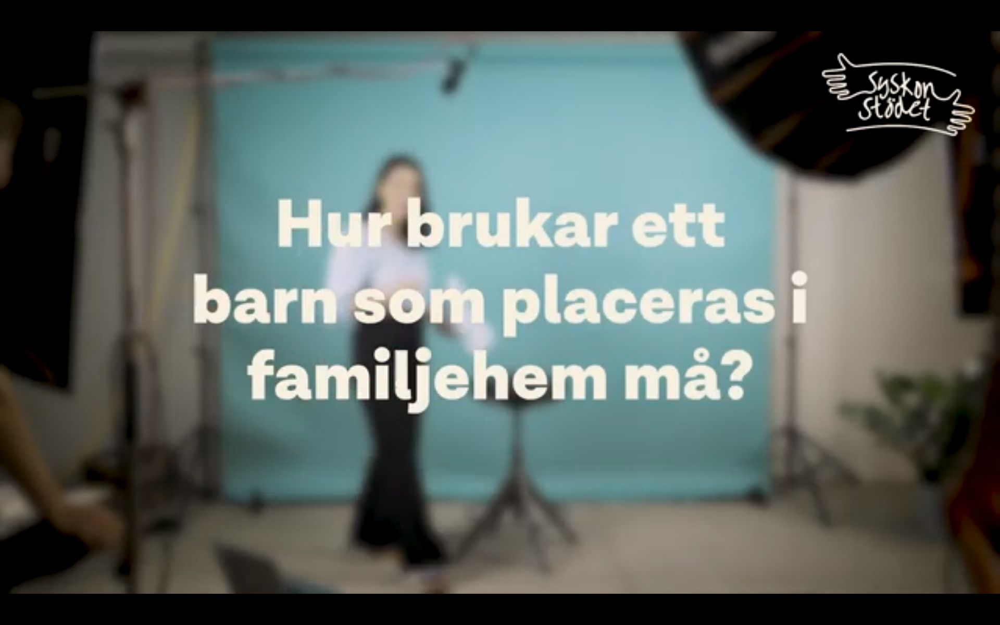 Syskon
stödet
Hur brukar ett
barn som placeras i
familjehem må?